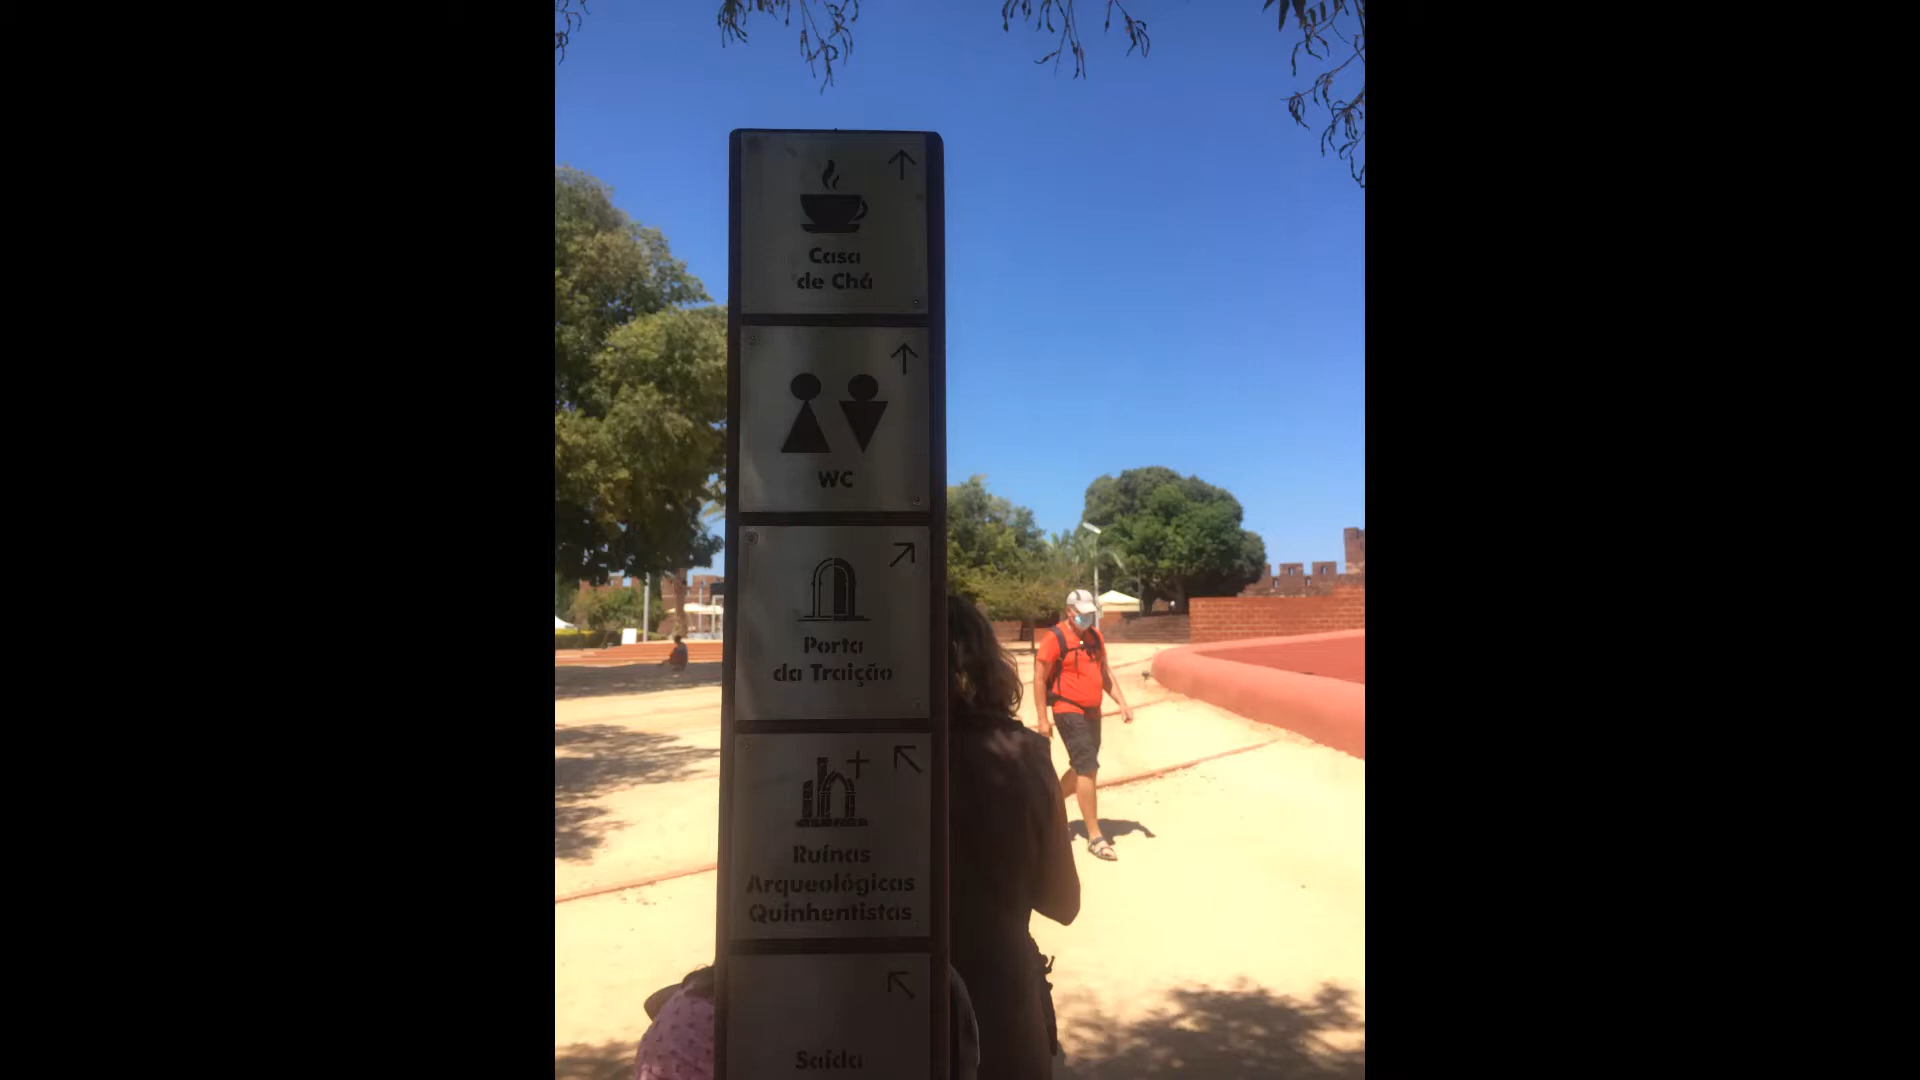 Casa
de Chá
WC
Porta
da Traição
Ruínas
Arqueológicas
Quinhentistas
Saída